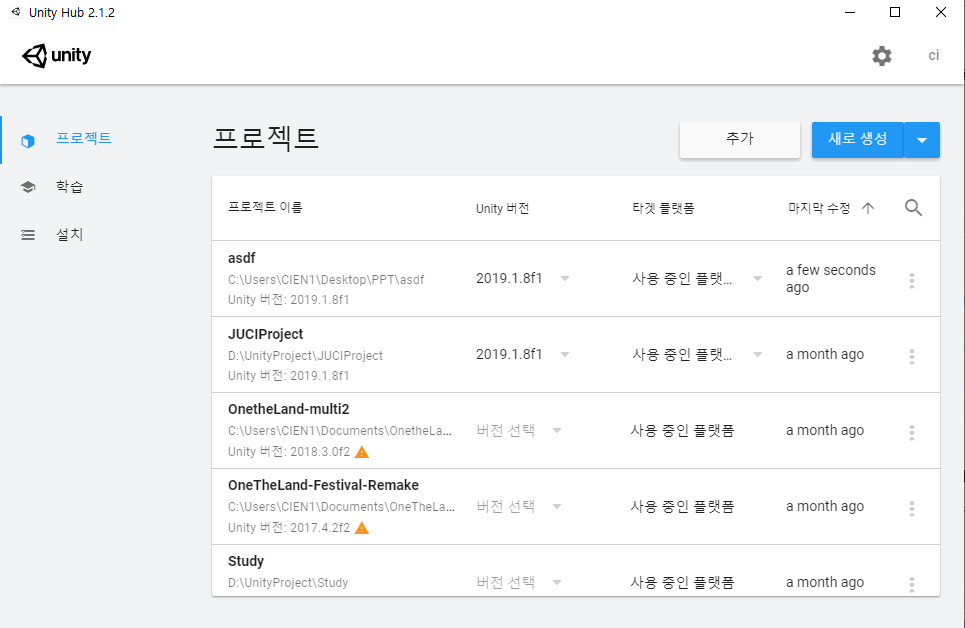 Unity Hub 2.1.2
unity
ci
프로젝트
학습
설치
프로젝트
추가
새로 생성
프로젝트 이름
Unity 버전
타겟 플랫폼
마지막 수정
asdf
C:\Users\CIEN1\Desktop\PPT\asdf
Unity 버전: 2019.1.8f1
2019.1.8f1
사용 중인 플랫...
a few seconds
ago
JUCIProject
D:\UnityProject\JUCIProject
Unity 버전: 2019.1.8f1
2019.1.8f1
사용 중인 플랫...
a month ago
OnetheLand-multi2
C:\Users\CIEN1\Documents\OnetheLa...
Unity 버전: 2018.3.0f2
버전 선택
사용 중인 플랫폼
a month ago
OneTheLand-Festival-Remake
C:\Users\CIEN1\Documents\OneTheLa...
Unity 버전: 2017.4.2f2
버전 선택
사용 중인 플랫폼
a month ago
Study
D:\UnityProject\Study
버전 선택
사용 중인 플랫폼
a month ago